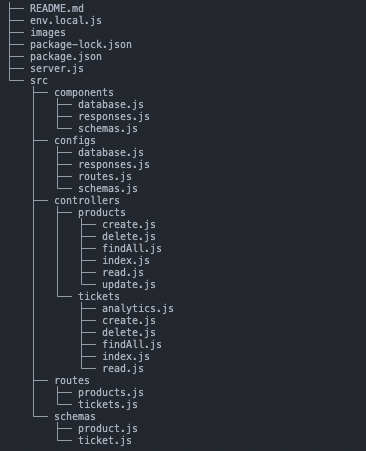 ├── README.md
├── env.local.js
├── images
├── package-lock.json
├── package.json
├── server.js
└── src
    ├── components
    │   ├── database.js
    │   ├── responses.js
    │   └── schemas.js
    ├── configs
    │   ├── database.js
    │   ├── responses.js
    │   ├── routes.js
    │   └── schemas.js
    ├── controllers
    │   ├── products
    │   │   ├── create.js
    │   │   ├── delete.js
    │   │   ├── findAll.js
    │   │   ├── index.js
    │   │   ├── read.js
    │   │   └── update.js
    │   └── tickets
    │       ├── analytics.js
    │       ├── create.js
    │       ├── delete.js
    │       ├── findAll.js
    │       ├── index.js
    │       └── read.js
    ├── routes
    │   ├── products.js
    │   └── tickets.js
    └── schemas
        ├── product.js
        └── ticket.js